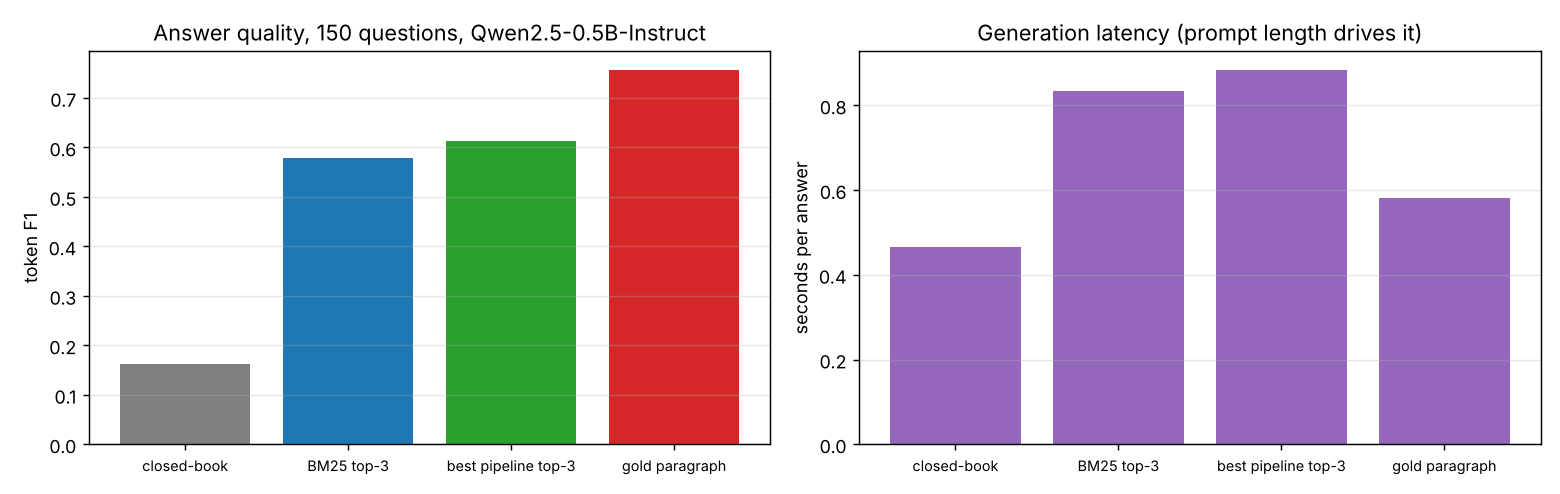 Answer quality, 150 questions, Qwen2.5-0.5B-Instruct
token F1
0.7
0.6
0.5
0.4
0.3
0.2
0.1
0.0
closed-book
BM25 top-3
best pipeline top-3
gold paragraph
Generation latency (prompt length drives it)
seconds per answer
0.8
0.6
0.4
0.2
0.0
closed-book
BM25 top-3
best pipeline top-3
gold paragraph